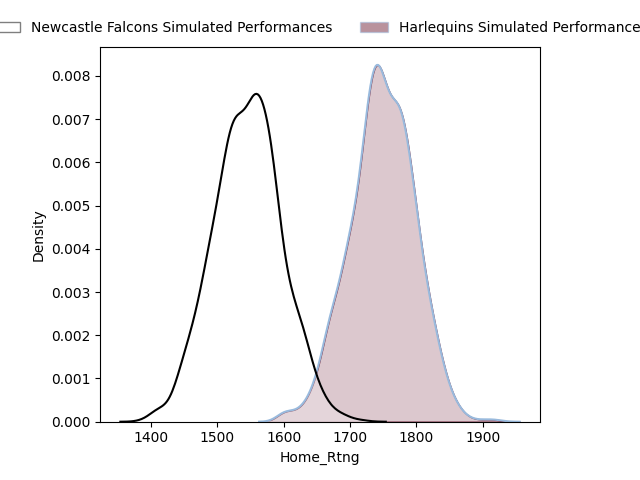 Newcastle Falcons Simulated Performances
Harlequins Simulated Performance
0.008
0.007
0.006
0.005
0.004
0.003
0.002
0.001
0.000
Density
1400 1500 1600 1700 1800 1900
Home_Rtng